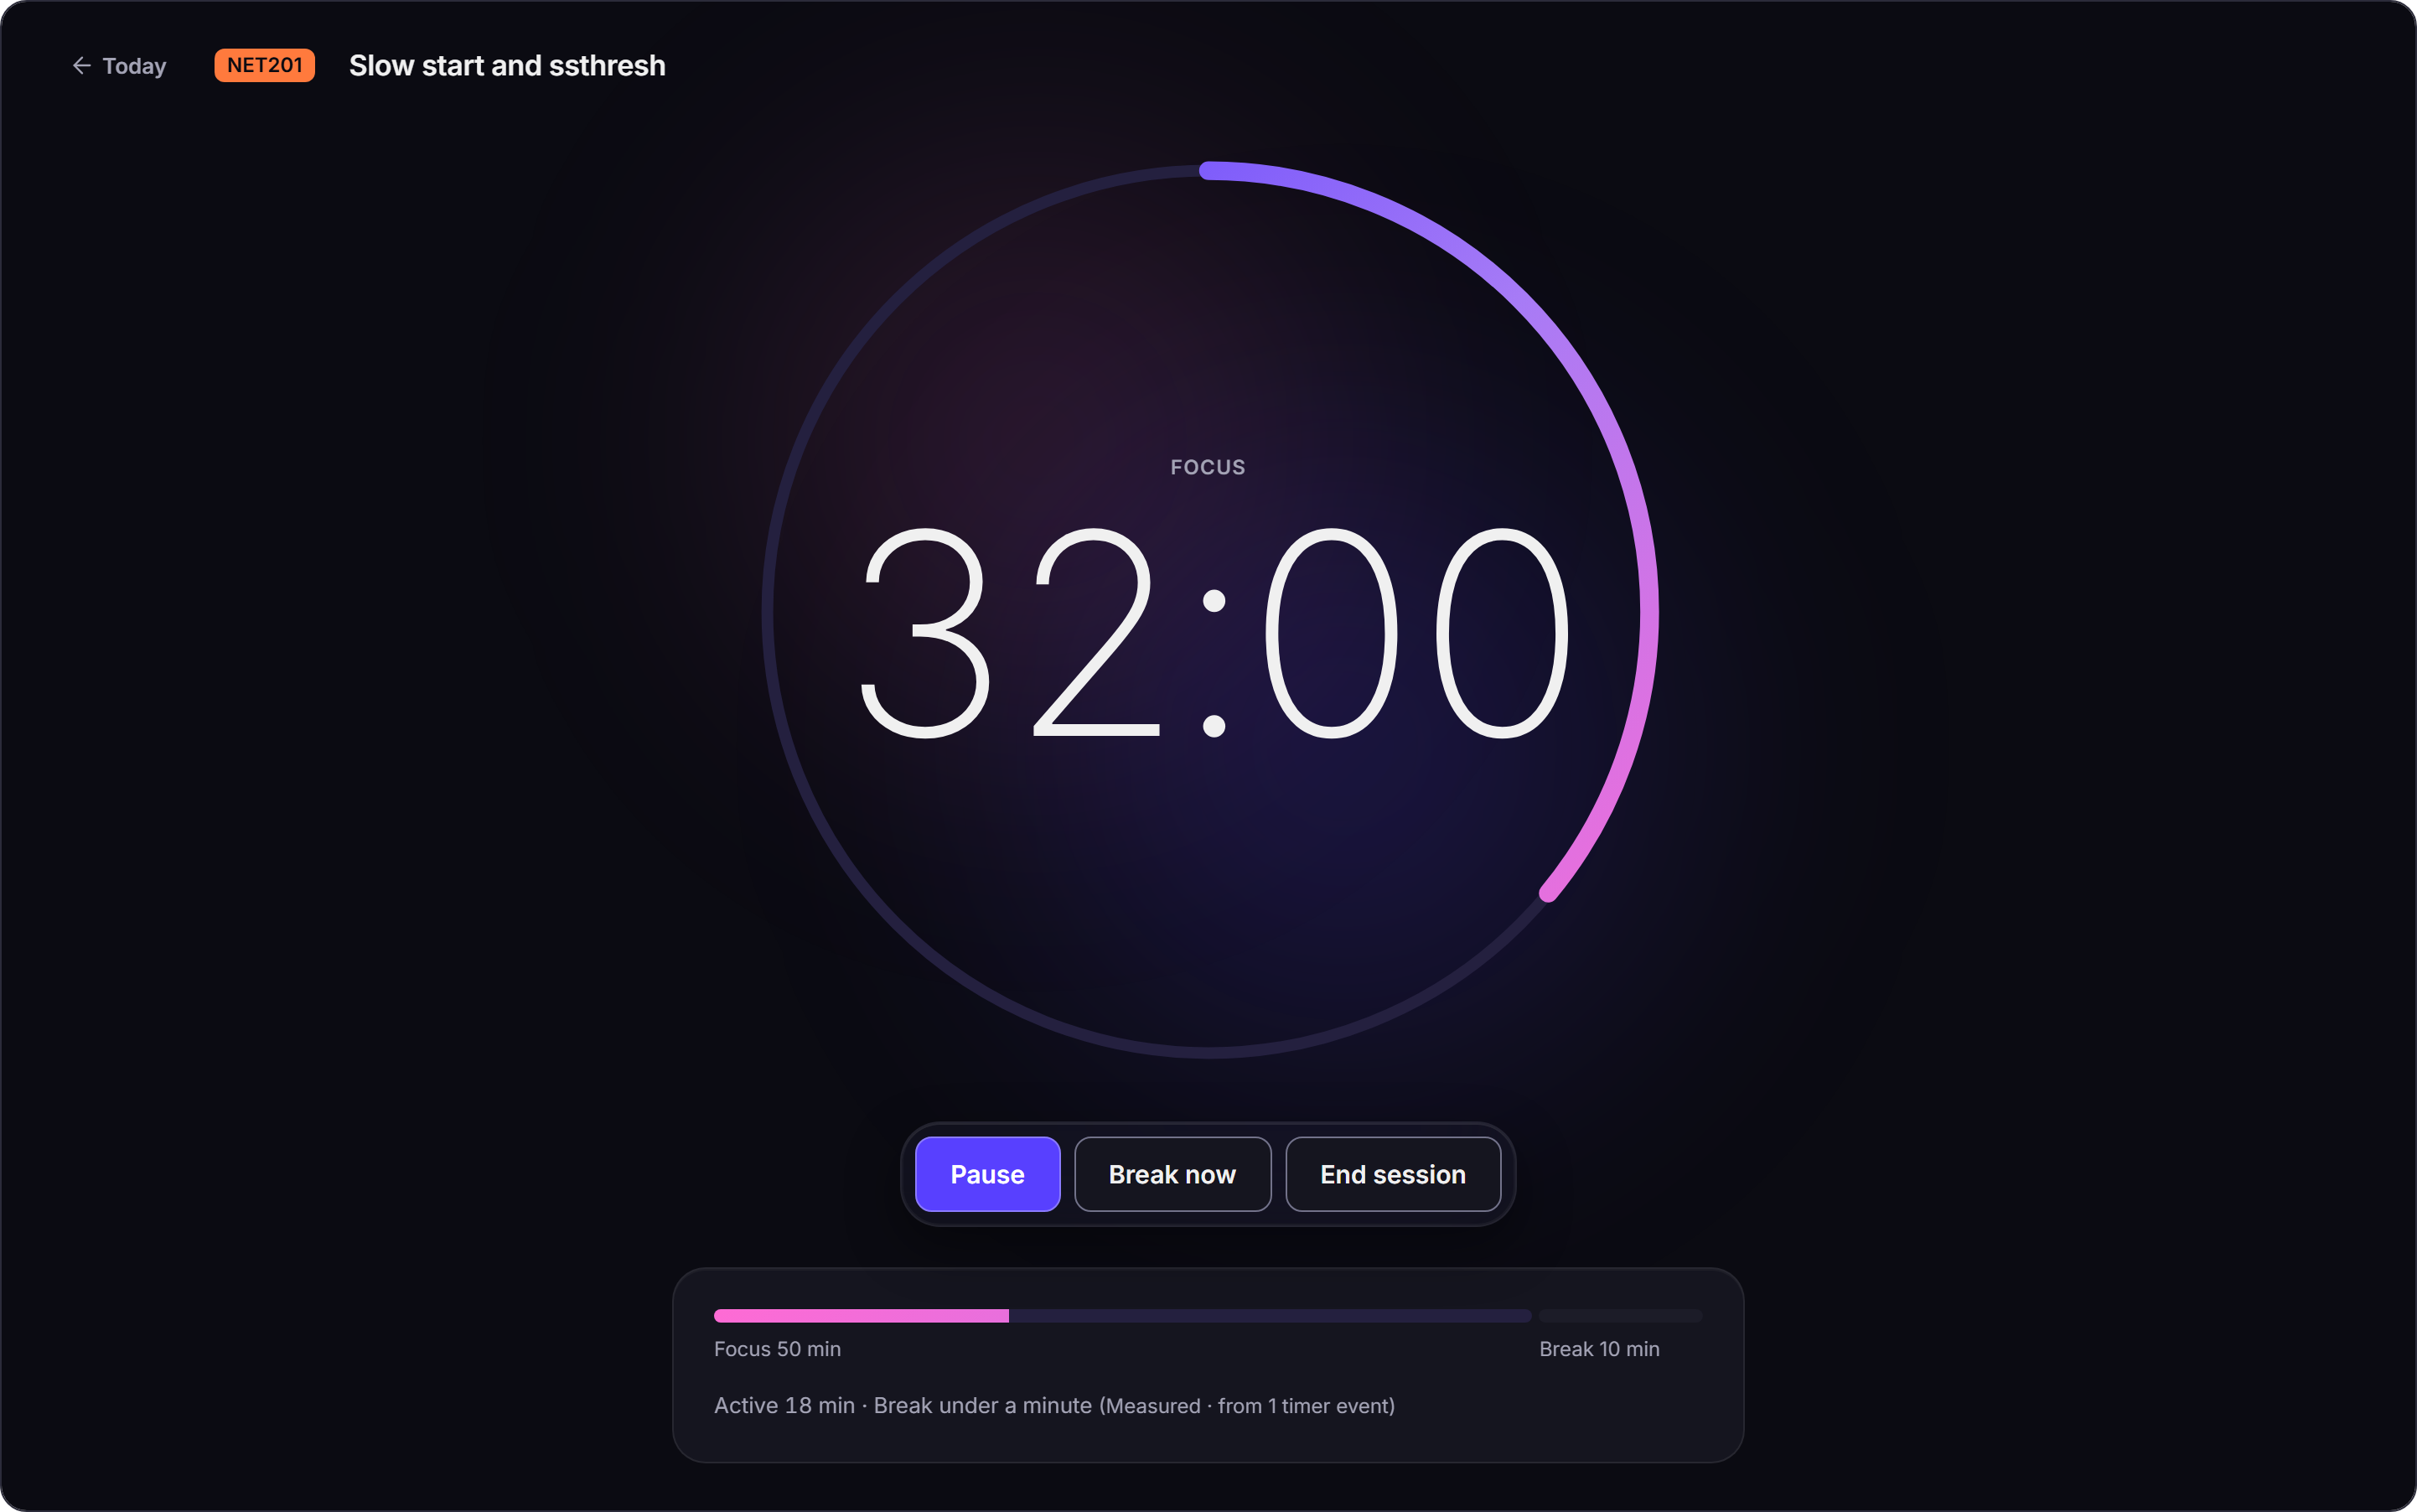 ← Today NET201 Slow start and ssthresh
FOCUS
32:00
Pause Break now End session
Focus 50 min Break 10 min
Active 18 min · Break under a minute (Measured · from 1 timer event)